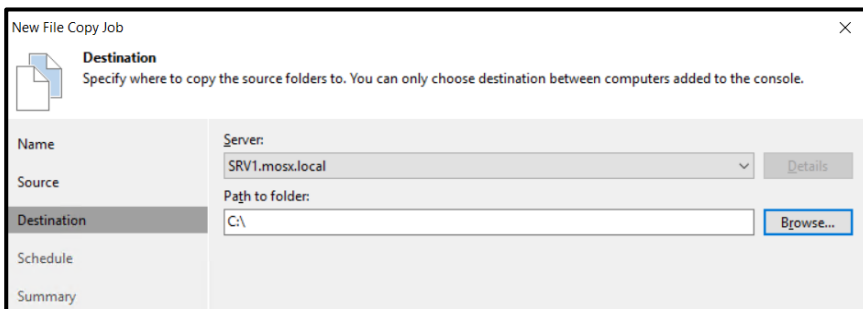 New File Copy Job
Destination
Specify where to copy the source folders to. You can only choose destination between computers added to the console.
Name
Source
Destination
Schedule
Summary
Server:
SRV1.mosx.local
Details
Path to folder:
C:\
Browse...